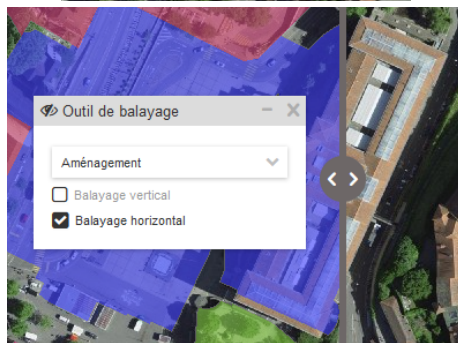 Outil de balayage
Aménagement
Balayage vertical
Balayage horizontal